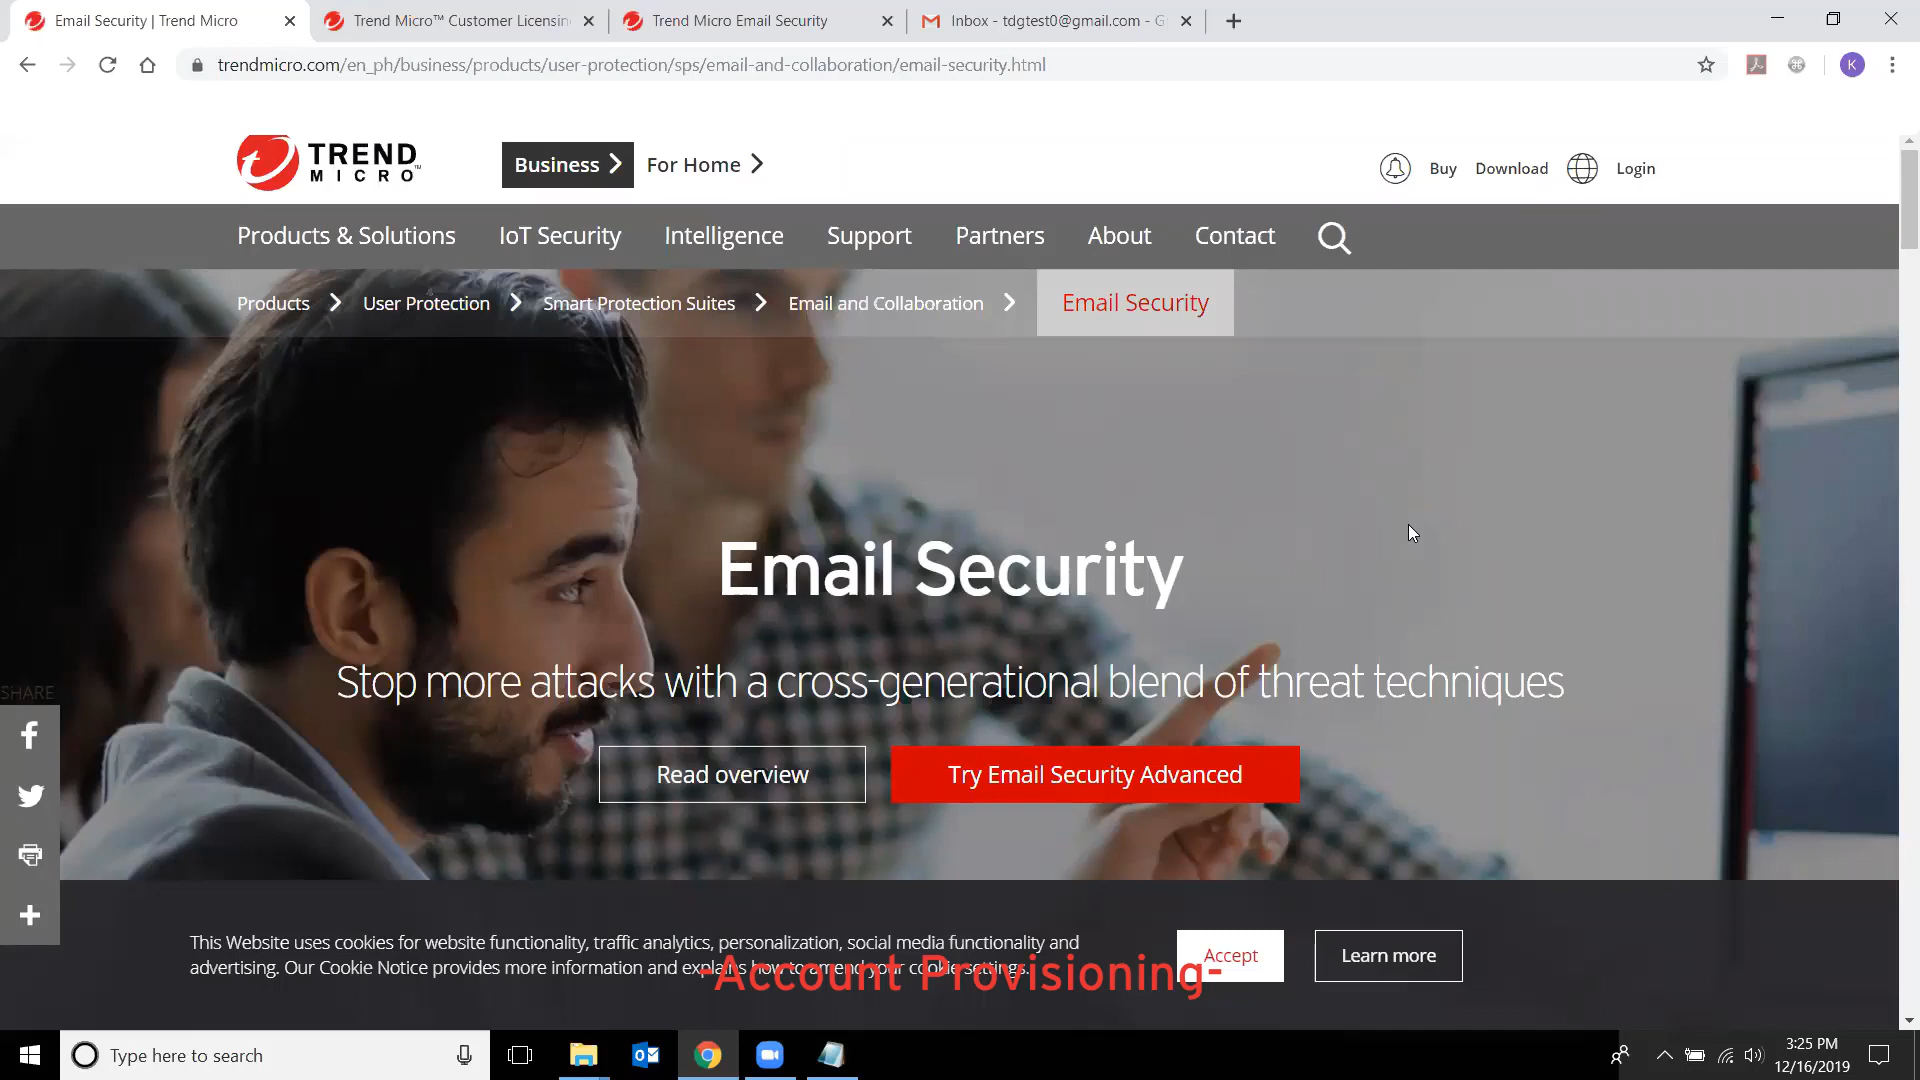 Email Security | Trend Micro
Trend Micro™ Customer Licensin
Trend Micro Email Security
Inbox - tdgtest0@gmail.com - G
trendmicro.com/en_ph/business/products/user-protection/sps/email-and-collaboration/email-security.html
K
TREND MICRO™
Business
For Home
Buy
Download
Login
Products & Solutions
IoT Security
Intelligence
Support
Partners
About
Contact
Products
User Protection
Smart Protection Suites
Email and Collaboration
Email Security
Email Security
Stop more attacks with a cross-generational blend of threat techniques
SHARE
Read overview
Try Email Security Advanced
This Website uses cookies for website functionality, traffic analytics, personalization, social media functionality and
advertising. Our Cookie Notice provides more information and explains how to amend your cookie settings.
Accept
Learn more
-Account Provisioning-
Type here to search
3:25 PM
12/16/2019